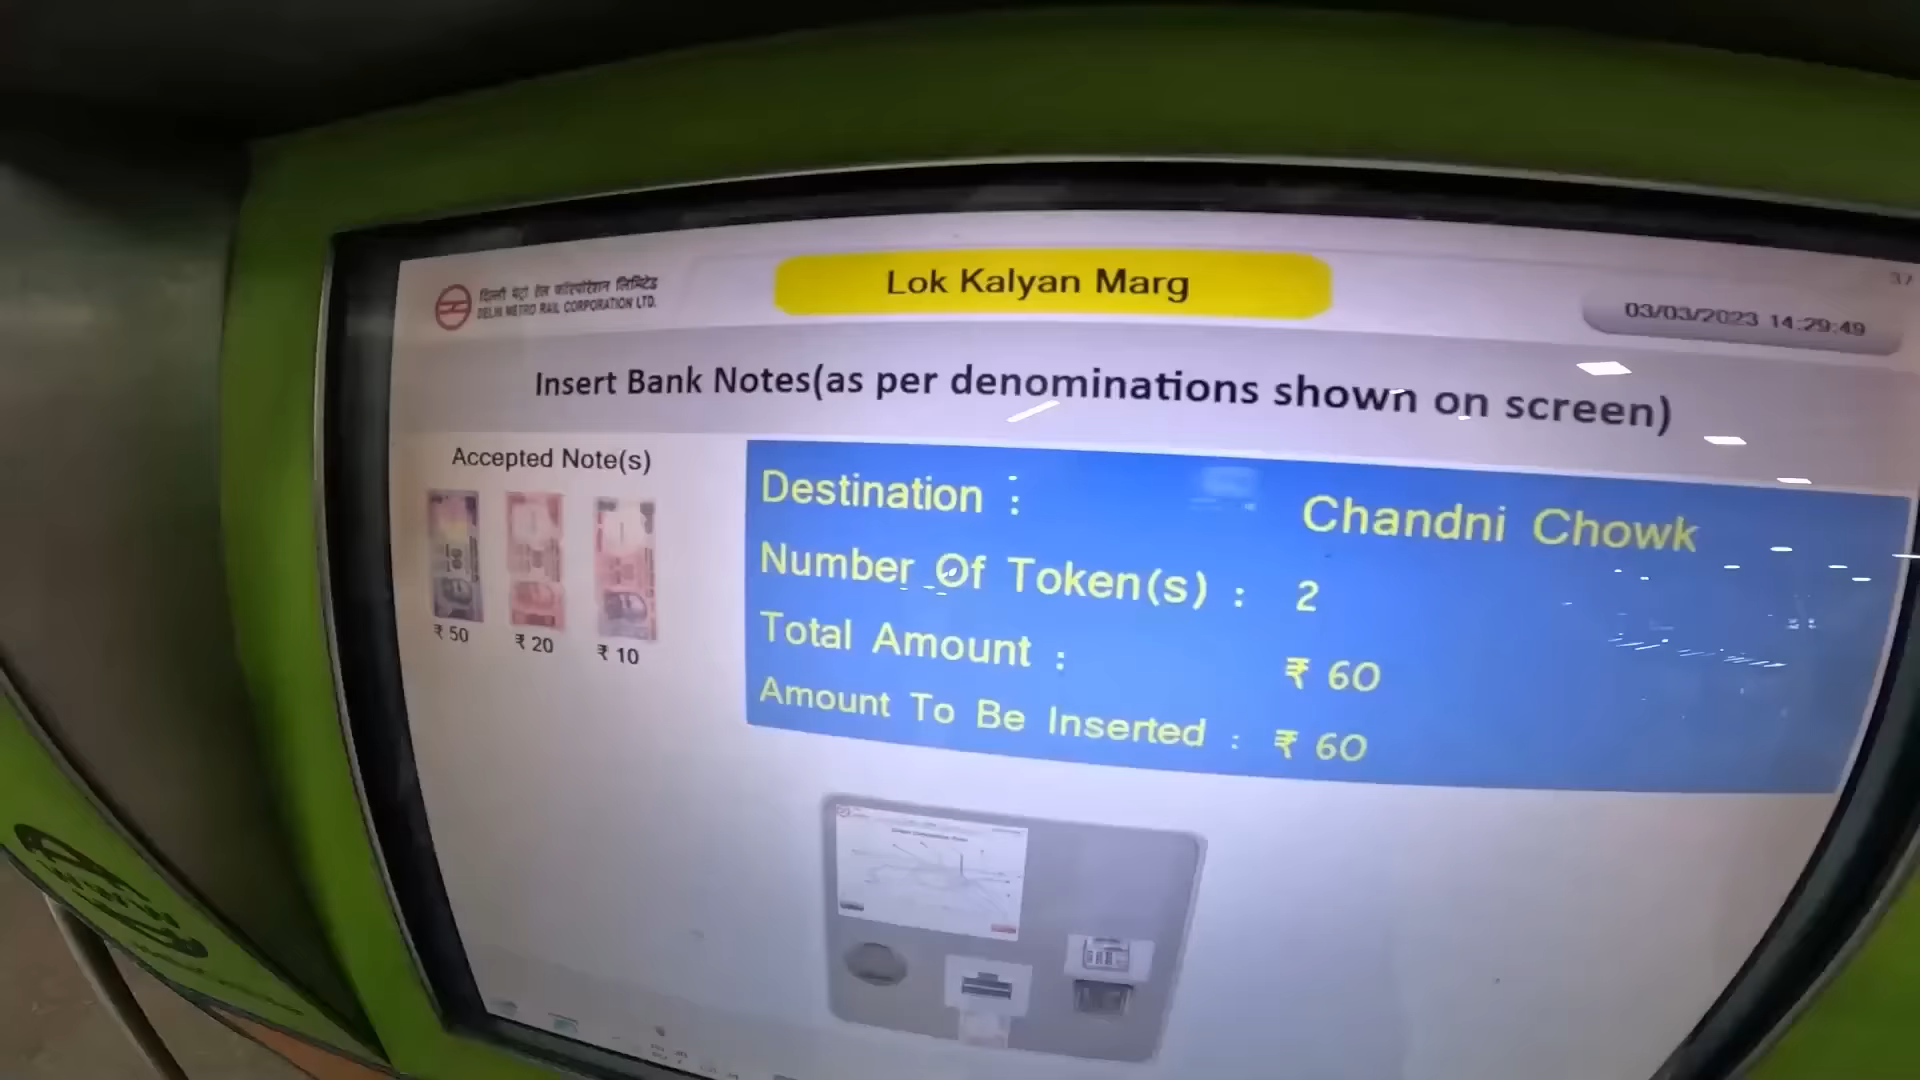 दिल्ली मेट्रो रेल कॉरपोरेशन लिमिटेड
DELHI METRO RAIL CORPORATION LTD.
Lok Kalyan Marg
37
03/03/2023 14:29:49
Insert Bank Notes(as per denominations shown on screen)
Accepted Note(s)
₹ 50
₹ 20
₹ 10
Destination : Chandni Chowk
Number Of Token(s) : 2
Total Amount : ₹ 60
Amount To Be Inserted : ₹ 60